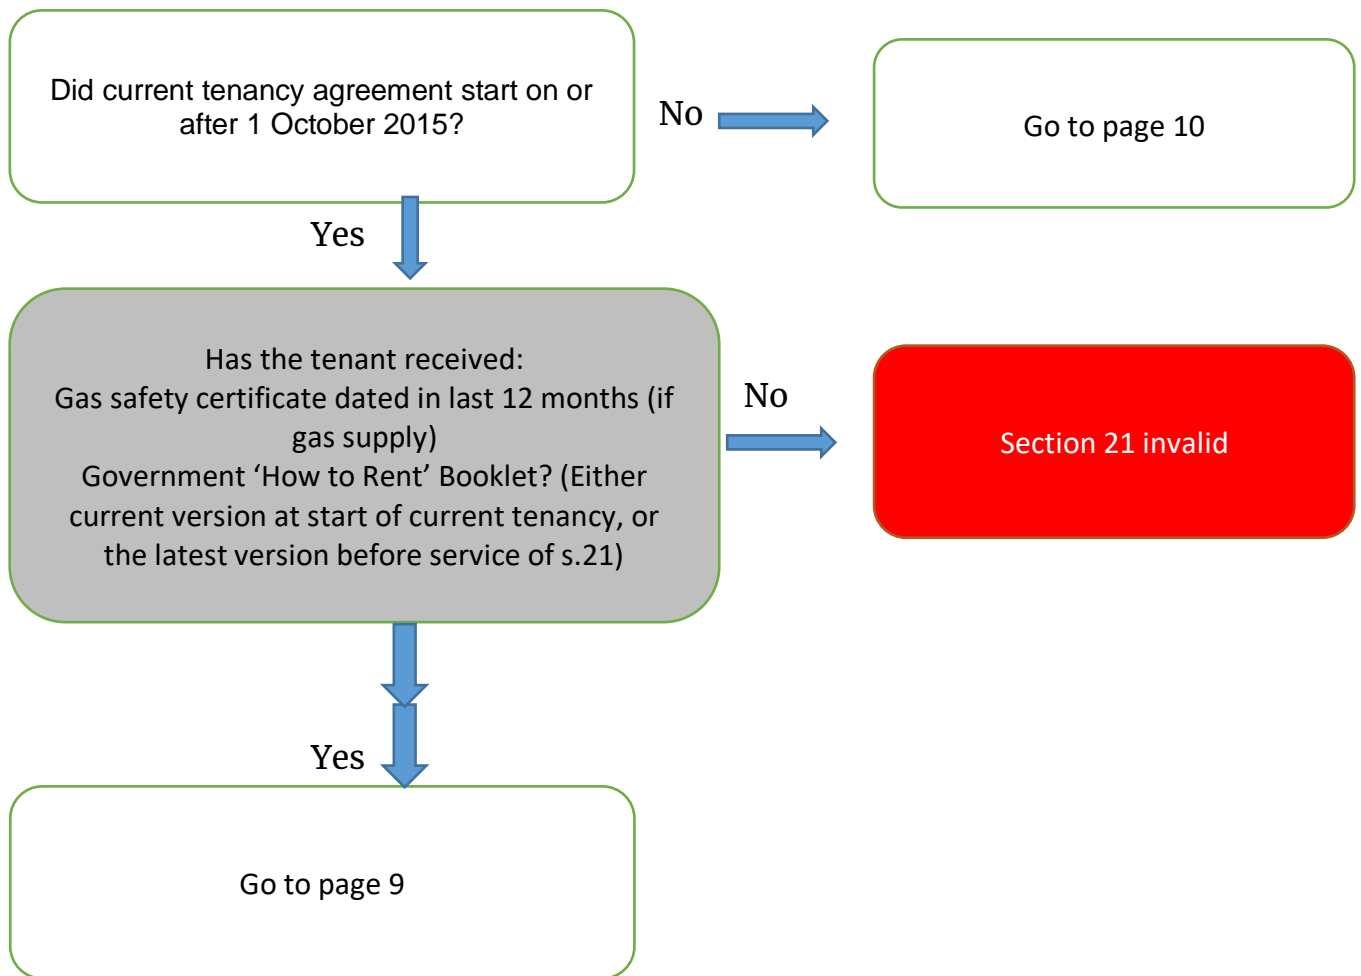 Did current tenancy agreement start on or
after 1 October 2015?
No
Go to page 10
Yes
Has the tenant received:
Gas safety certificate dated in last 12 months (if
gas supply)
Government ‘How to Rent’ Booklet? (Either
current version at start of current tenancy, or
the latest version before service of s.21)
No
Section 21 invalid
Yes
Go to page 9